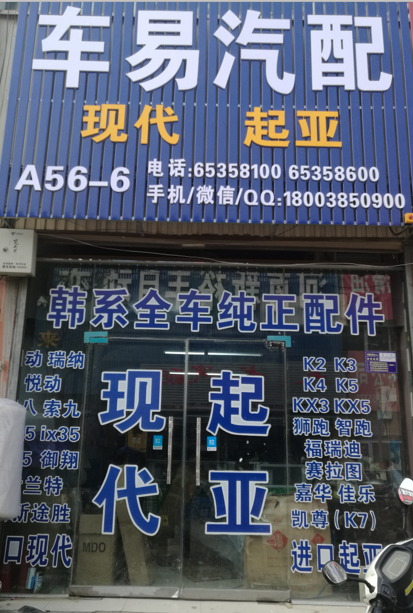 车易汽配
现代 起亚
A56-6
电话:65358100 65358600
手机/微信/QQ:18003850900
韩系全车纯正配件
动 瑞纳
悦动
八 索九
5 ix35
5 御翔
兰特
途胜
口现代
现代
起亚
K2 K3
K4 K5
KX3 KX5
狮跑 智跑
福瑞迪
赛拉图
嘉华 佳乐
凯尊(K7)
进口起亚
MDO